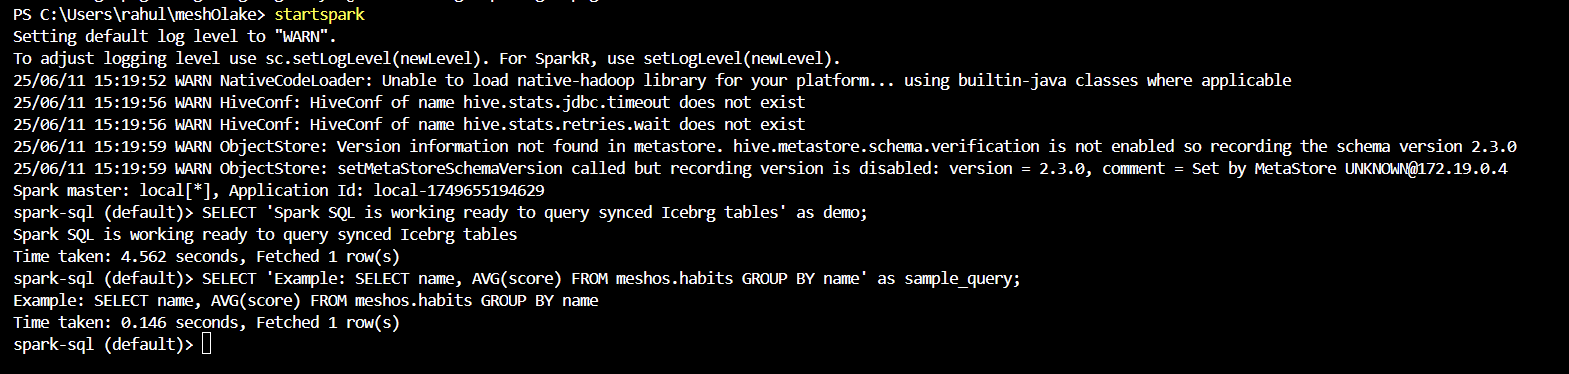 PS C:\Users\rahul\meshOlake> startspark
Setting default log level to "WARN".
To adjust logging level use sc.setLogLevel(newLevel). For SparkR, use setLogLevel(newLevel).
25/06/11 15:19:52 WARN NativeCodeLoader: Unable to load native-hadoop library for your platform... using builtin-java classes where applicable
25/06/11 15:19:56 WARN HiveConf: HiveConf of name hive.stats.jdbc.timeout does not exist
25/06/11 15:19:56 WARN HiveConf: HiveConf of name hive.stats.retries.wait does not exist
25/06/11 15:19:59 WARN ObjectStore: Version information not found in metastore. hive.metastore.schema.verification is not enabled so recording the schema version 2.3.0
25/06/11 15:19:59 WARN ObjectStore: setMetaStoreSchemaVersion called but recording version is disabled: version = 2.3.0, comment = Set by MetaStore UNKNOWN@172.19.0.4
Spark master: local[*], Application Id: local-1749655194629
spark-sql (default)> SELECT 'Spark SQL is working ready to query synced Icebrg tables' as demo;
Spark SQL is working ready to query synced Icebrg tables
Time taken: 4.562 seconds, Fetched 1 row(s)
spark-sql (default)> SELECT 'Example: SELECT name, AVG(score) FROM meshos.habits GROUP BY name' as sample_query;
Example: SELECT name, AVG(score) FROM meshos.habits GROUP BY name
Time taken: 0.146 seconds, Fetched 1 row(s)
spark-sql (default)>